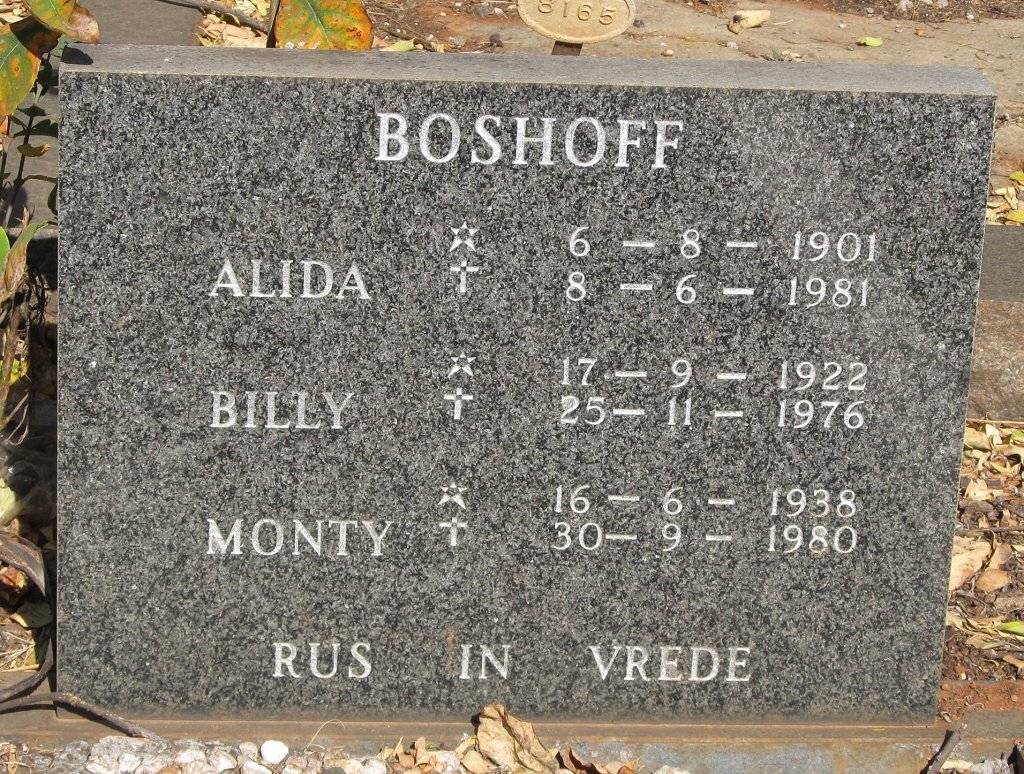 8165
BOSHOFF
ALIDA ☆ 6 – 8 – 1901
✝ 8 – 6 – 1981
BILLY ☆ 17 – 9 – 1922
✝ 25 – 11 – 1976
MONTY ☆ 16 – 6 – 1938
✝ 30 – 9 – 1980
RUS IN VREDE